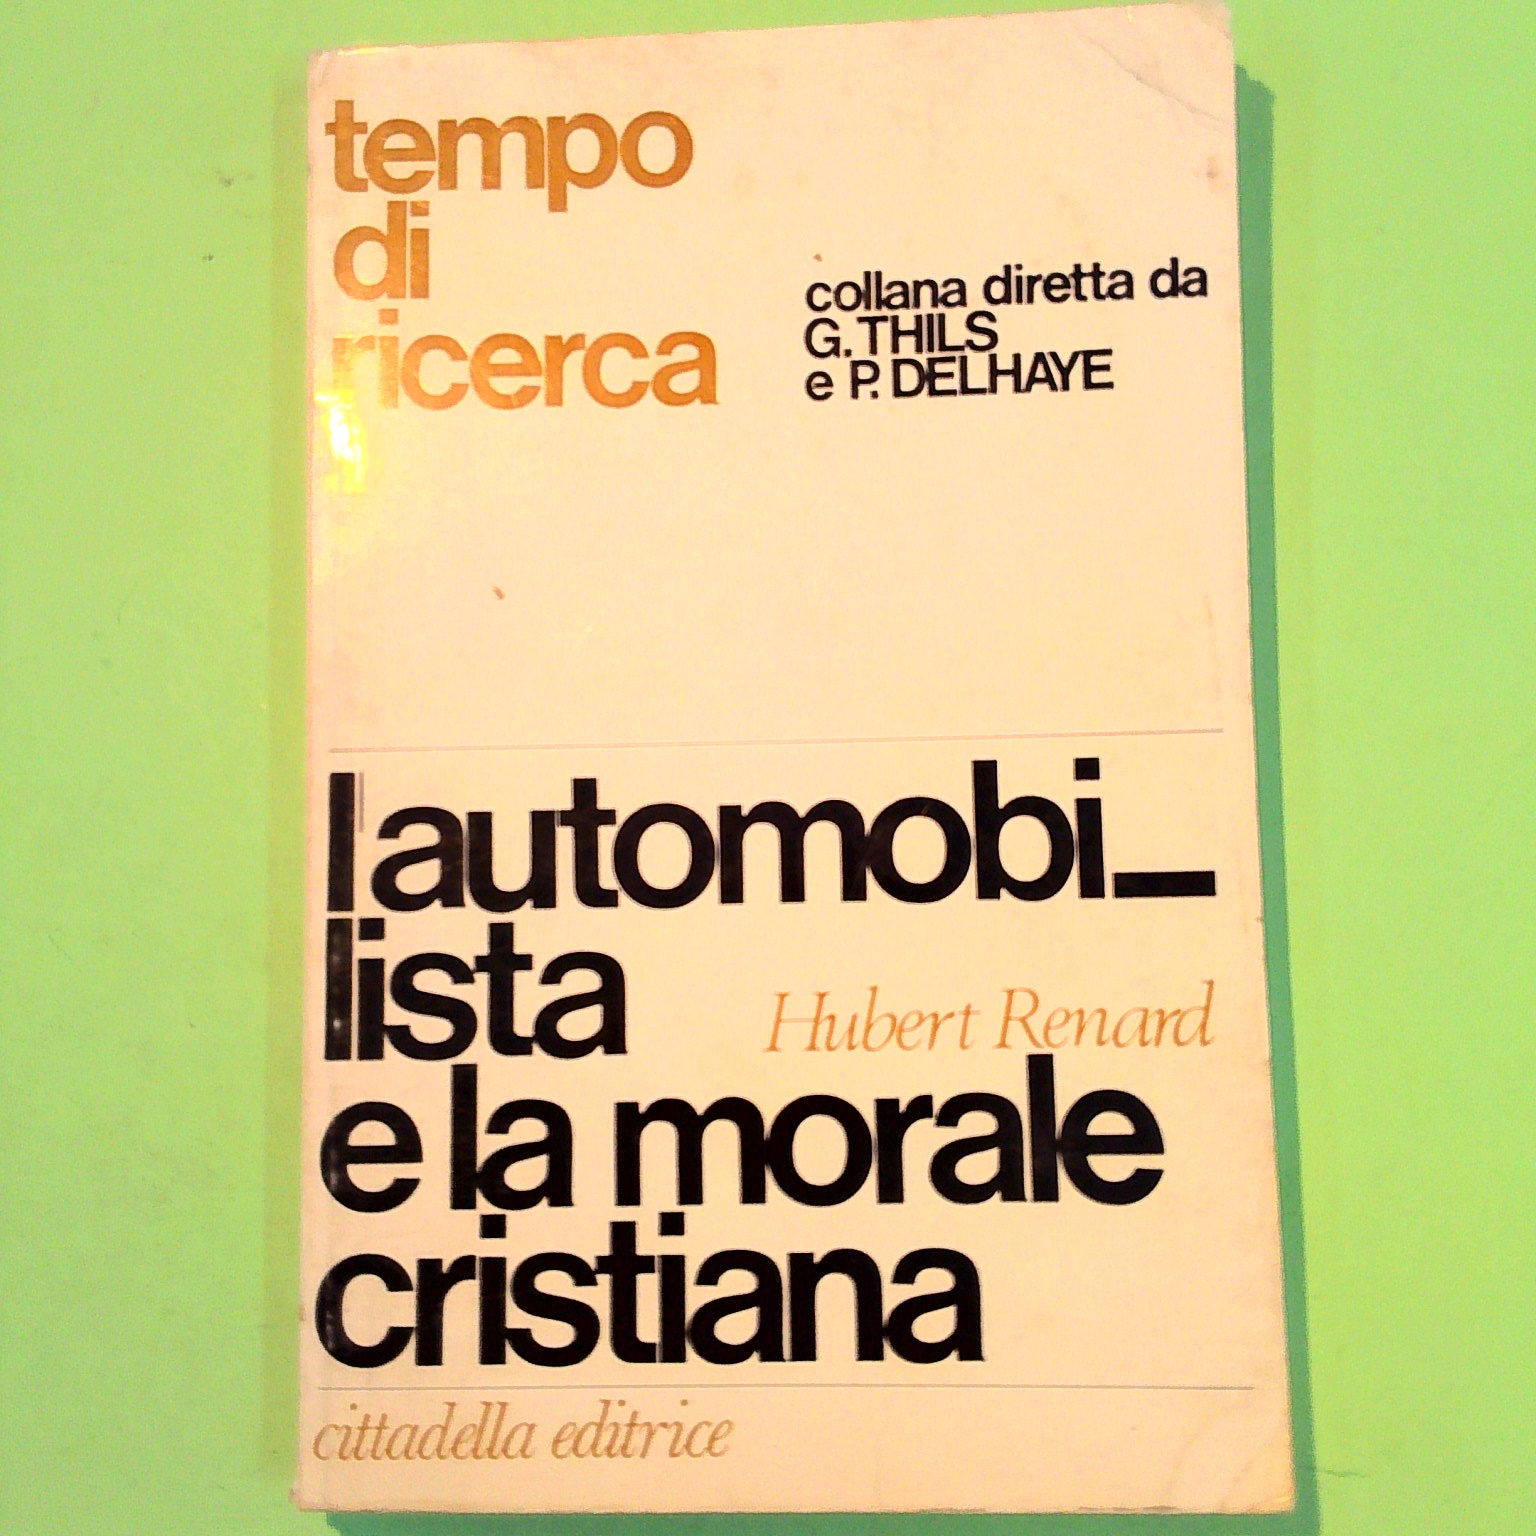 tempo
di
ricerca
collana diretta da
G. THILS
e P. DELHAYE
l'automobi_
lista
Hubert Renard
e la morale
cristiana
cittadella editrice